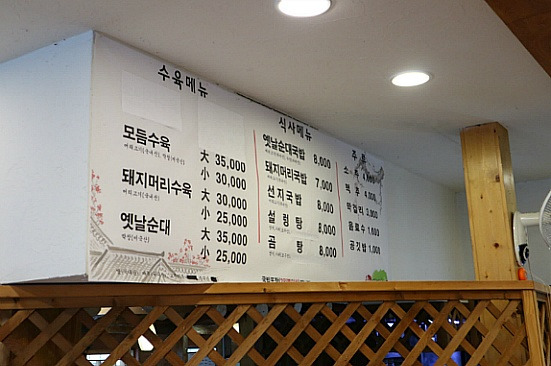 수육메뉴
모듬수육
大 35,000
小 30,000
돼지머리수육
大 30,000
小 25,000
옛날순대
大 35,000
小 25,000
식사메뉴
옛날순대국밥 8,000
돼지머리국밥 7,000
선지국밥 8,000
설렁탕 8,000
곰탕 8,000
주류
소주 4,000
맥주 4,000
막걸리 3,000
음료수 1,000
공깃밥 1,000